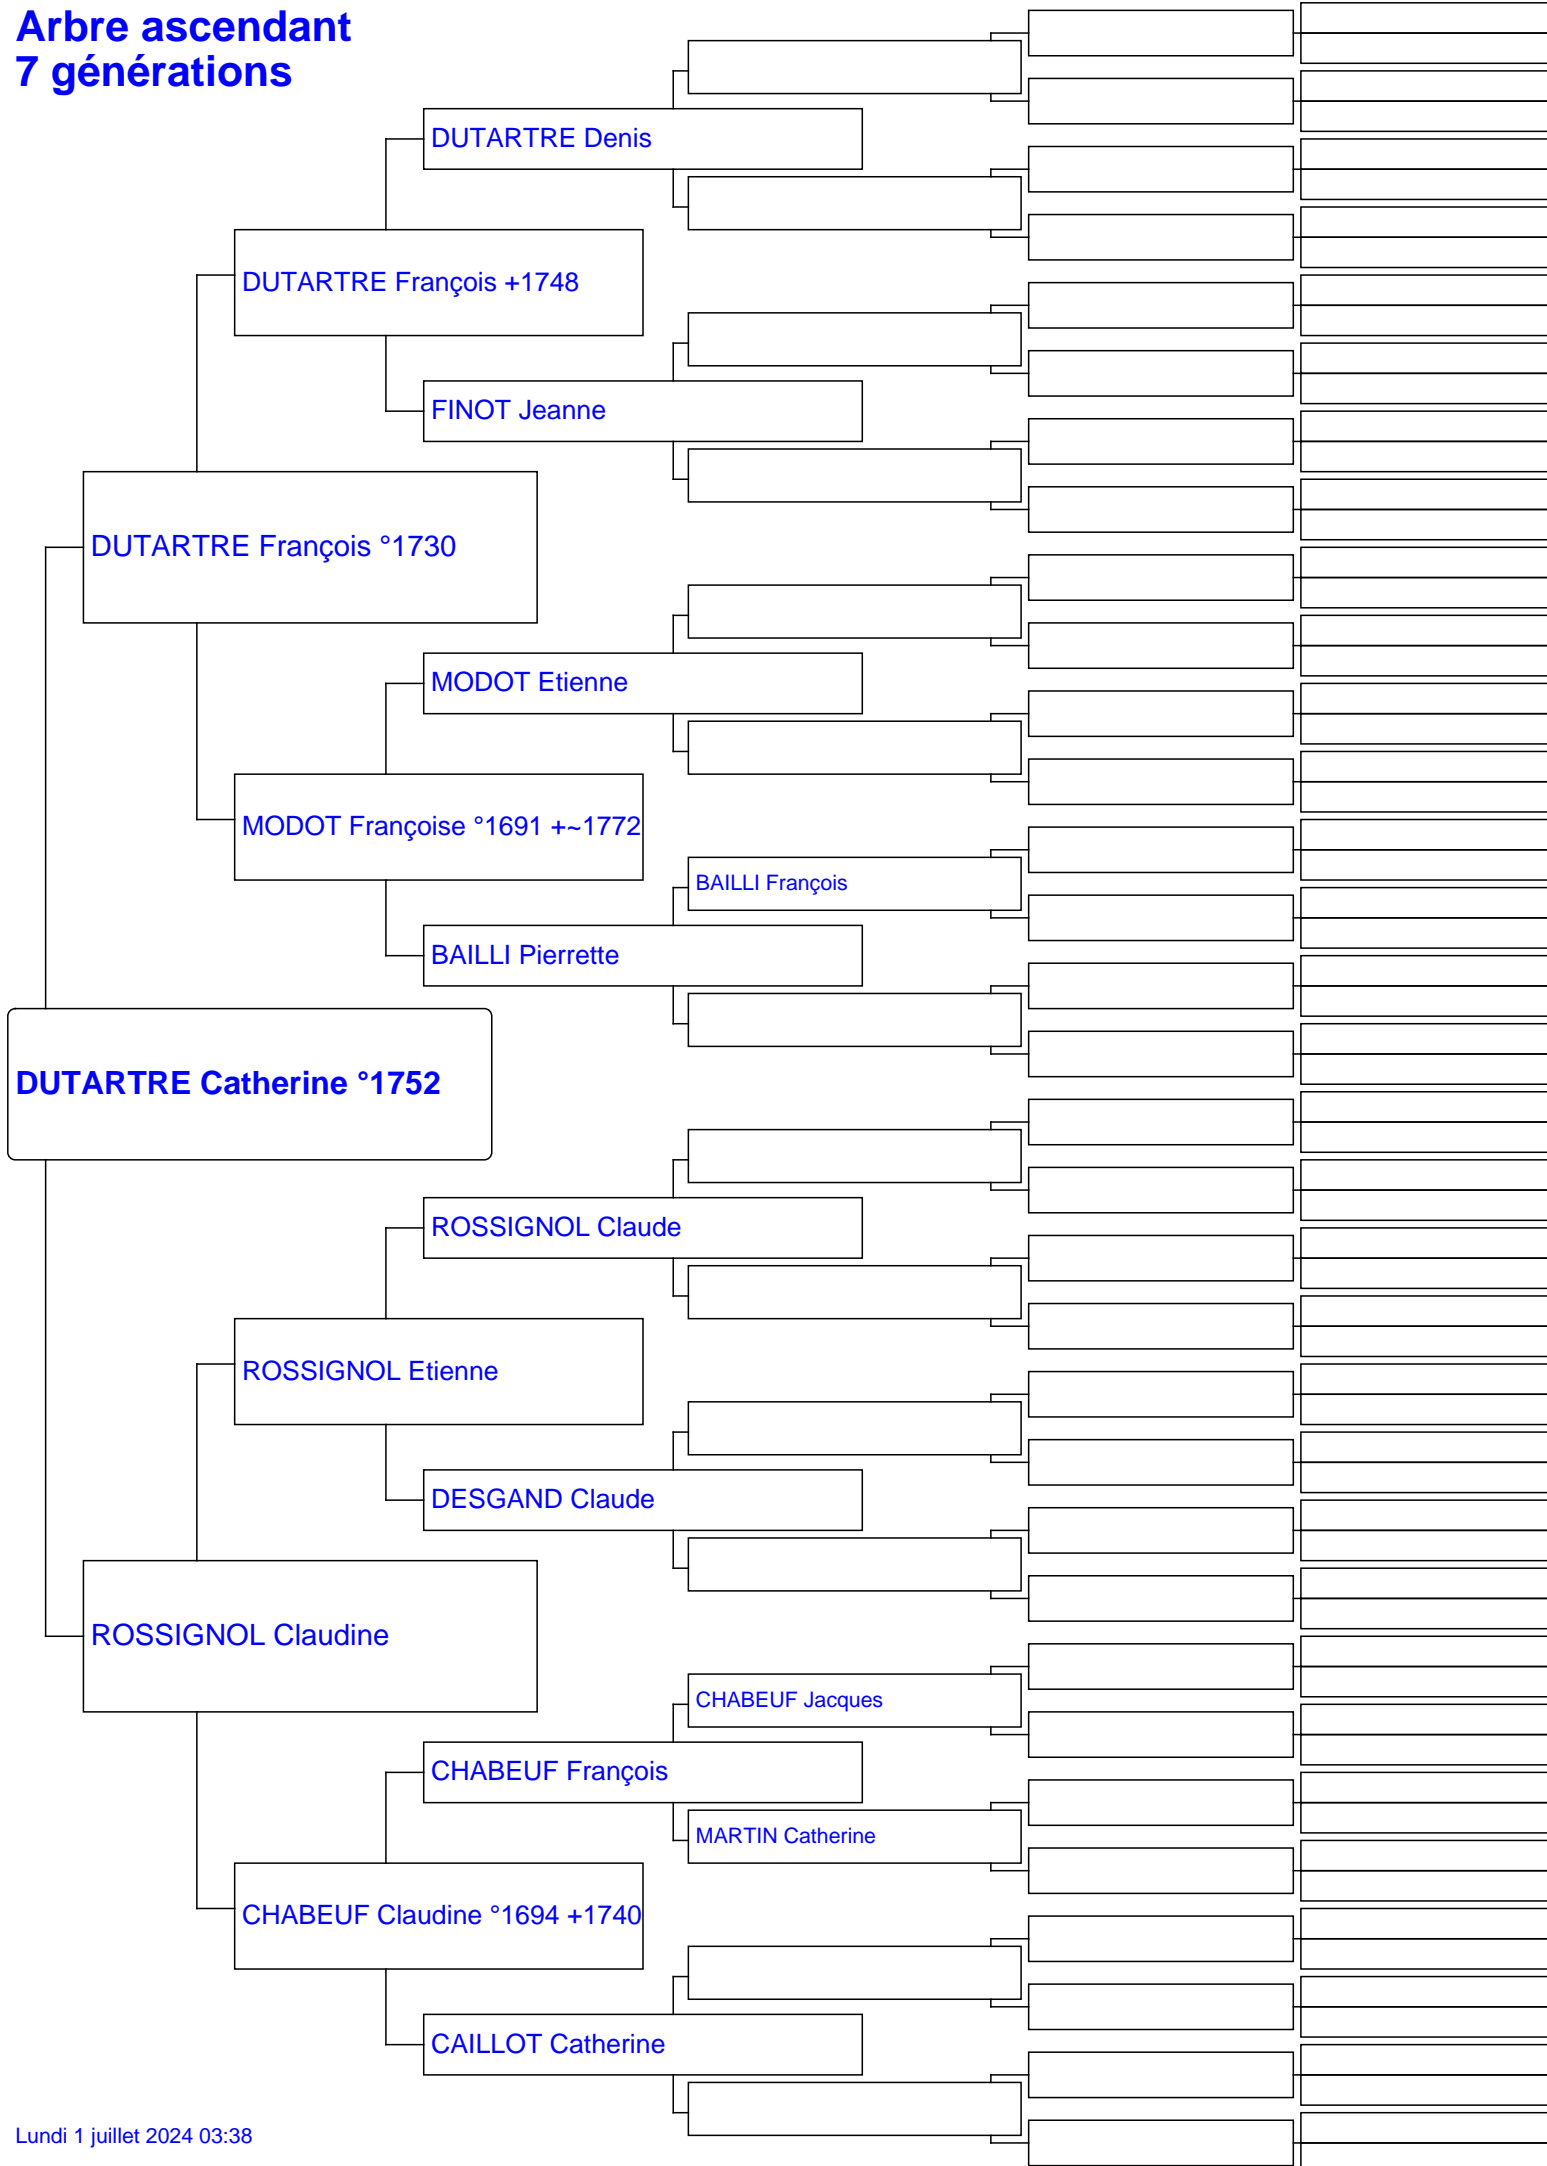 Arbre ascendant
7 générations
DUTARTRE Denis
DUTARTRE François +1748
FINOT Jeanne
DUTARTRE François °1730
MODOT Etienne
MODOT Françoise °1691 +~1772
BAILLI François
BAILLI Pierrette
DUTARTRE Catherine °1752
ROSSIGNOL Claude
ROSSIGNOL Etienne
DESGAND Claude
ROSSIGNOL Claudine
CHABEUF Jacques
CHABEUF François
MARTIN Catherine
CHABEUF Claudine °1694 +1740
CAILLOT Catherine
Lundi 1 juillet 2024 03:38